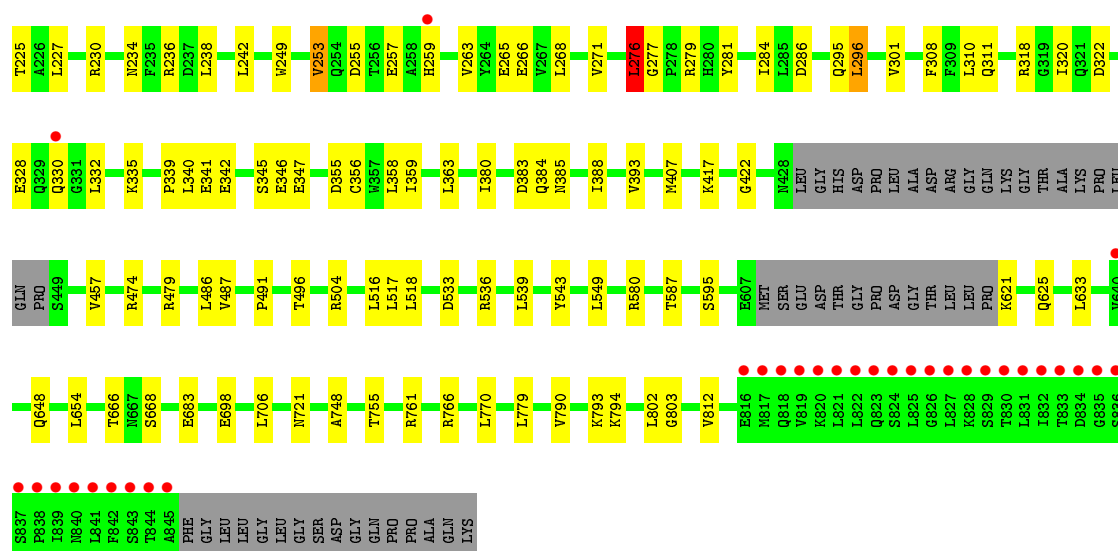 T225 A226 L227 R230 N234 F235 R236 D237 L238 L242 W249 V253 Q254 D255 T256 E257 A258 H259 V263 Y264 E265 E266 V267 L268 V271 L276 G277 P278 R279 H280 Y281 I284 L285 D286 Q295 L296 V301 F308 F309 L310 Q311 R318 G319 I320 Q321 D322
E328 Q329 Q330 G331 L332 K335 P339 L340 E341 E342 S345 E346 E347 D355 C356 W357 L358 I359 L363 I380 D383 Q384 N385 I388 V393 M407 K417 G422 N428 LEU GLY HIS ASP PRO LEU ALA ASP ARG GLY GLN LYS GLY THR ALA LYS PRO LEU
GLN PRO S449 V457 R474 R479 L486 V487 P491 T496 R504 L516 L517 L518 D533 R536 L539 Y543 L549 R580 T587 S595 E607 MET SER GLU ASP THR GLY PRO ASP GLY THR LEU LEU PRO K621 Q625 L633
Q648 L654 T666 N667 S668 E683 E698 L706 N721 A748 T755 R761 R766 L770 L779 V790 K793 K794 L802 G803 V812 E816 M817 Q818 V819 K820 L821 L822 Q823 S824 L825 G826 L827 K828 S829 T830 L831 I832 T833 D834 G835 S836
S837 P838 I839 N840 L841 F842 S843 T844 A845 PHE GLY LEU LEU GLY LEU GLY SER ASP GLY GLN PRO PRO ALA GLN LYS